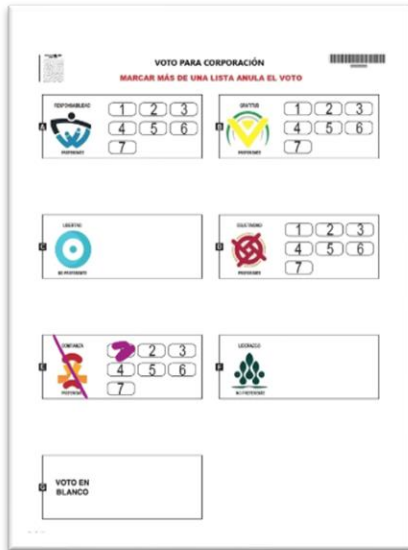 VOTO PARA CORPORACIÓN
MARCAR MÁS DE UNA LISTA ANULA EL VOTO
RESPONSABILIDAD
1 2 3
A
4 5 6
7
PREFERENTE
GRATITUD
1 2 3
B
4 5 6
7
PREFERENTE
LIBERTAD
C
NO PREFERENTE
1 2 3
D
4 5 6
7
PREFERENTE
CONFIANZA
2 3
E
4 5 6
7
PREFERENTE
LIDERAZGO
F
NO PREFERENTE
G
VOTO EN
BLANCO